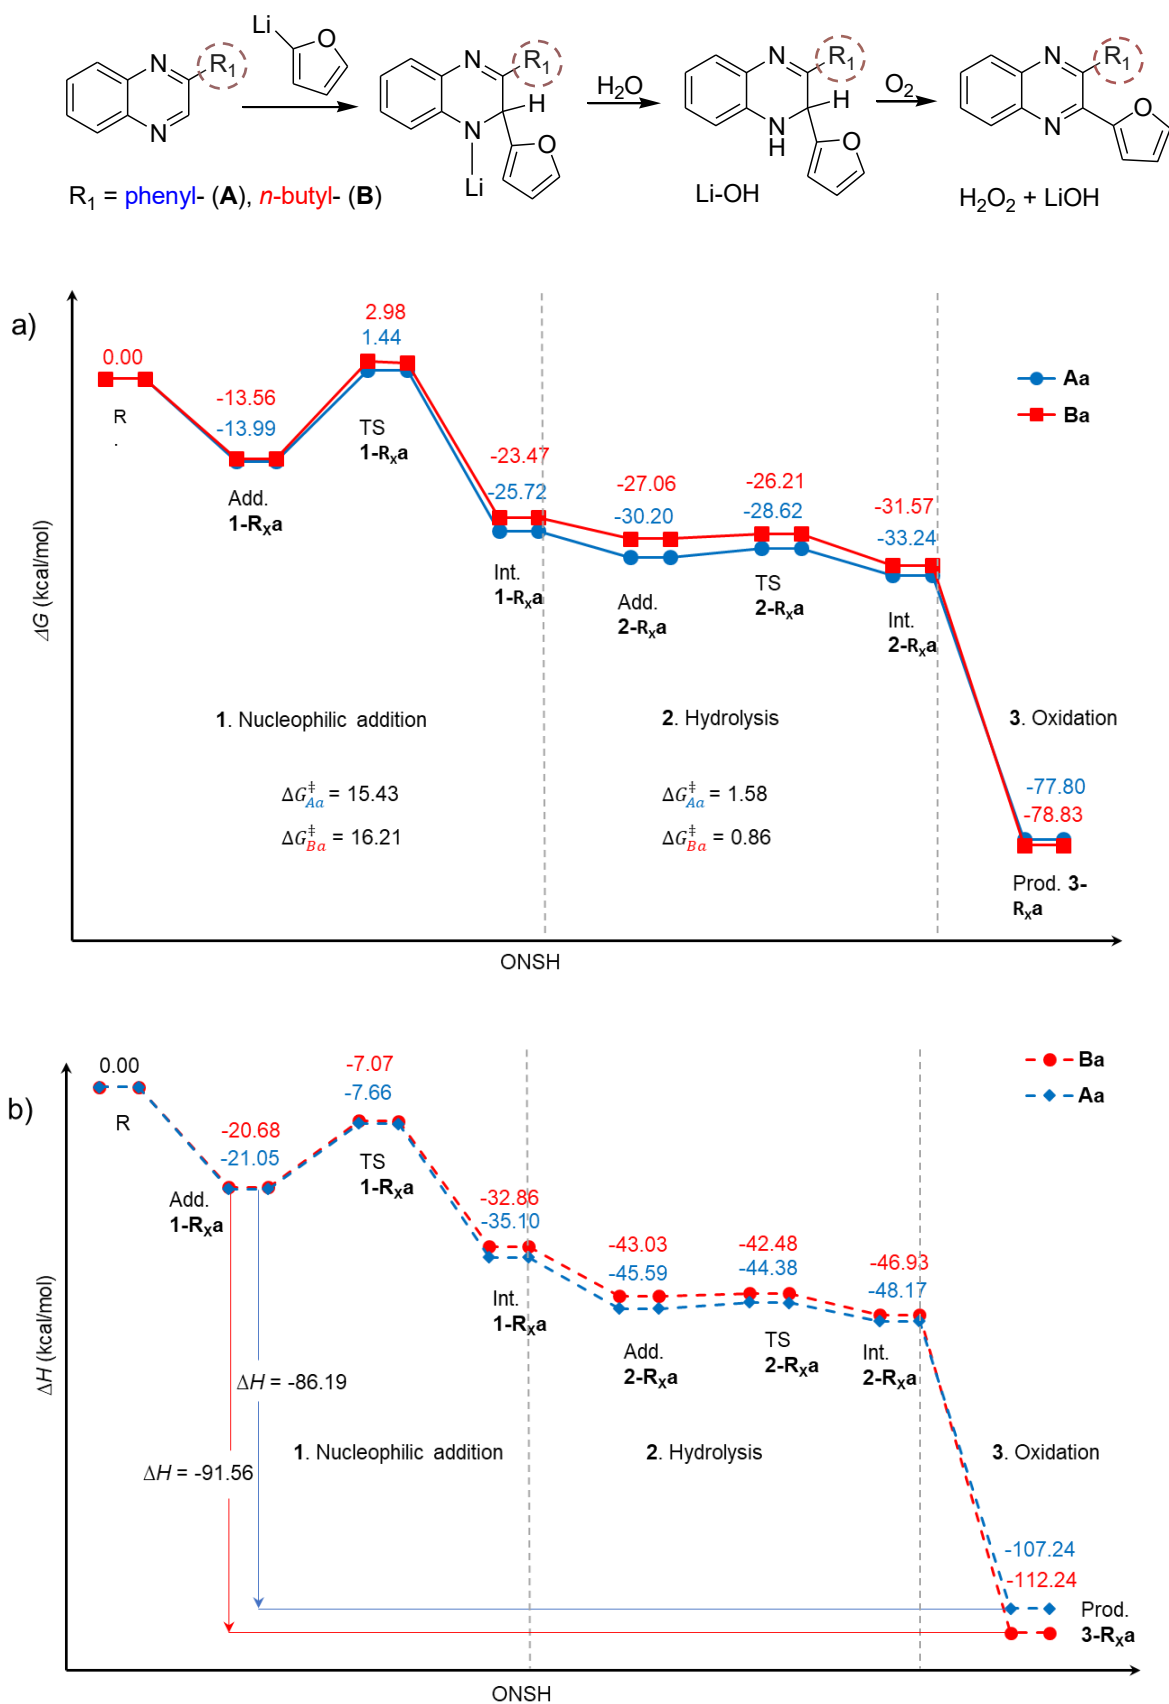 Li
O
N
R1
N
N
R1
H
N
Li
O
H2O
N
R1
H
N
H
O
Li-OH
O2
N
R1
N
O
H2O2 + LiOH
R1 = phenyl- (A), n-butyl- (B)
a)
ΔG (kcal/mol)
0.00
R
.
-13.56
-13.99
Add.
1-RXa
2.98
1.44
TS
1-RXa
-23.47
-25.72
Int.
1-RXa
-27.06
-30.20
Add.
2-RXa
-26.21
-28.62
TS
2-RXa
-31.57
-33.24
Int.
2-RXa
Aa
Ba
1. Nucleophilic addition
2. Hydrolysis
3. Oxidation
ΔG‡Aa = 15.43
ΔG‡Ba = 16.21
ΔG‡Aa = 1.58
ΔG‡Ba = 0.86
-77.80
-78.83
Prod. 3-
RXa
ONSH
b)
ΔH (kcal/mol)
0.00
R
-20.68
-21.05
Add.
1-RXa
-7.07
-7.66
TS
1-RXa
-32.86
-35.10
Int.
1-RXa
-43.03
-45.59
Add.
2-RXa
-42.48
-44.38
TS
2-RXa
-46.93
-48.17
Int.
2-RXa
Ba
Aa
ΔH = -86.19
ΔH = -91.56
1. Nucleophilic addition
2. Hydrolysis
3. Oxidation
-107.24
-112.24
Prod.
3-RXa
ONSH